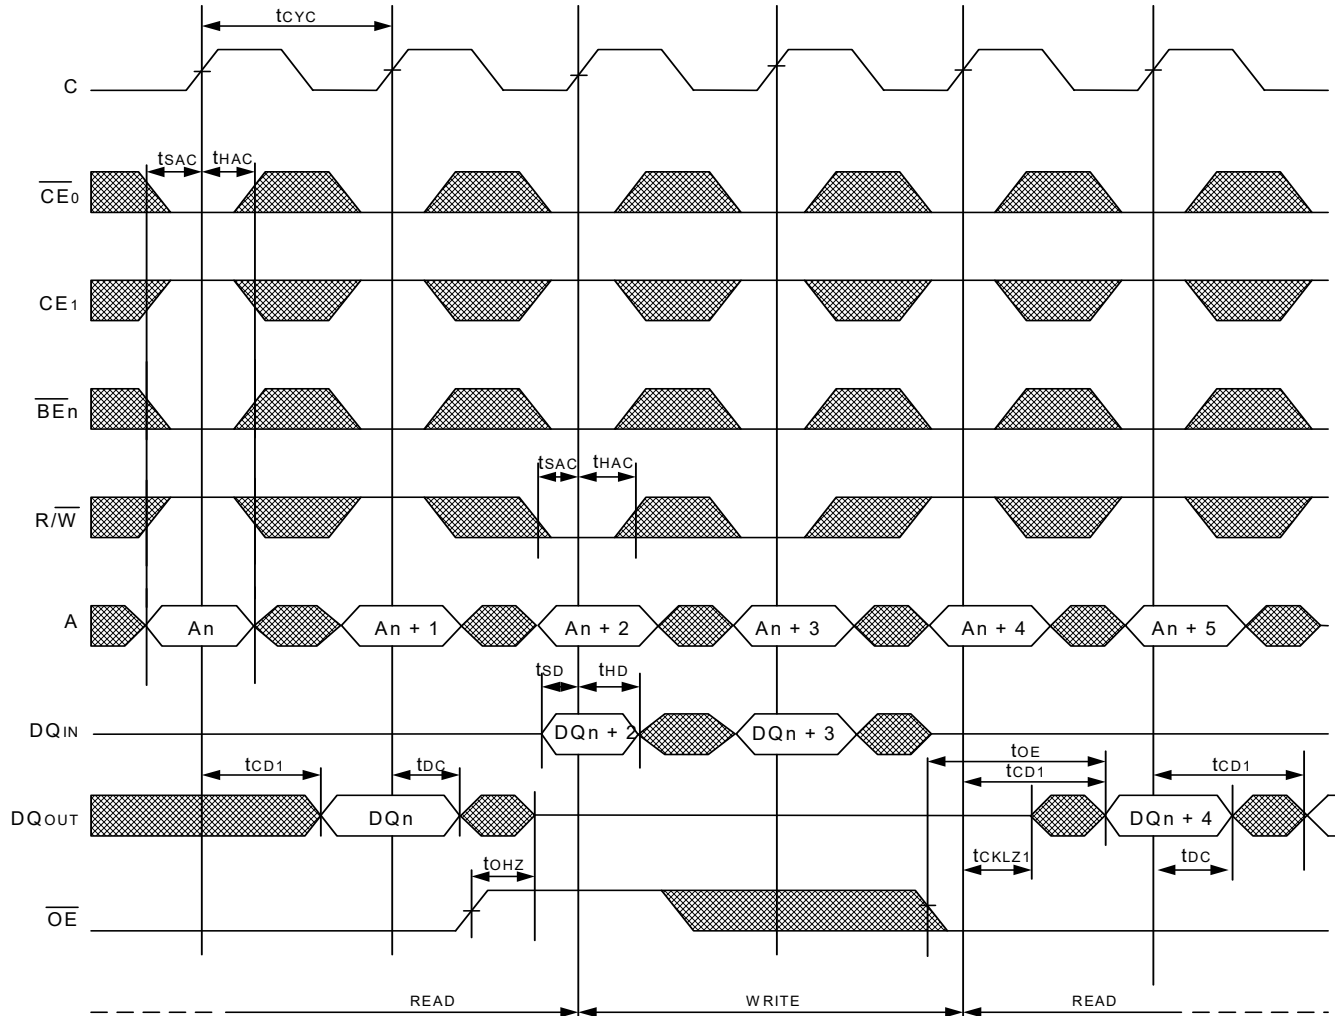 tCYC
C
tSAC tHAC
CE0
CE1
BEn
tSAC tHAC
R/W
A An An + 1 An + 2 An + 3 An + 4 An + 5
tSD tHD
DQIN DQn + 2 DQn + 3
tOE
tCD1 tDC tCD1 tCD1
DQOUT DQn DQn + 4
tOHZ tCKLZ1 tDC
OE
READ WRITE READ